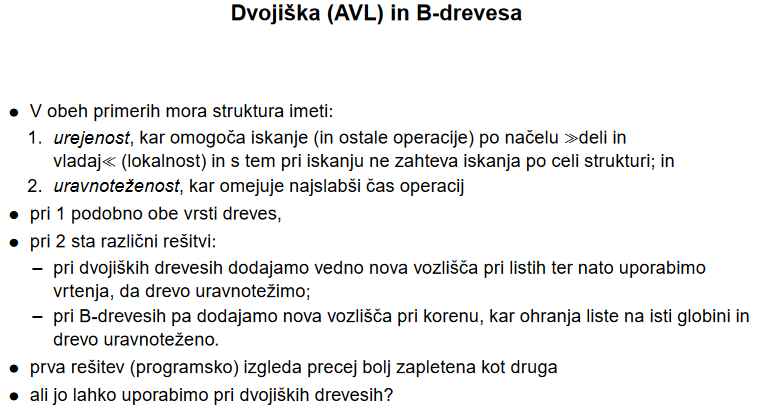 Dvojiška (AVL) in B-drevesa
● V obeh primerih mora struktura imeti:
1. urejenost, kar omogoča iskanje (in ostale operacije) po načelu ≫deli in
vladaj≪ (lokalnost) in s tem pri iskanju ne zahteva iskanja po celi strukturi; in
2. uravnoteženost, kar omejuje najslabši čas operacij
● pri 1 podobno obe vrsti dreves,
● pri 2 sta različni rešitvi:
– pri dvojiških drevesih dodajamo vedno nova vozlišča pri listih ter nato uporabimo
vrtenja, da drevo uravnotežimo;
– pri B-drevesih pa dodajamo nova vozlišča pri korenu, kar ohranja liste na isti globini in
drevo uravnoteženo.
● prva rešitev (programsko) izgleda precej bolj zapletena kot druga
● ali jo lahko uporabimo pri dvojiških drevesih?